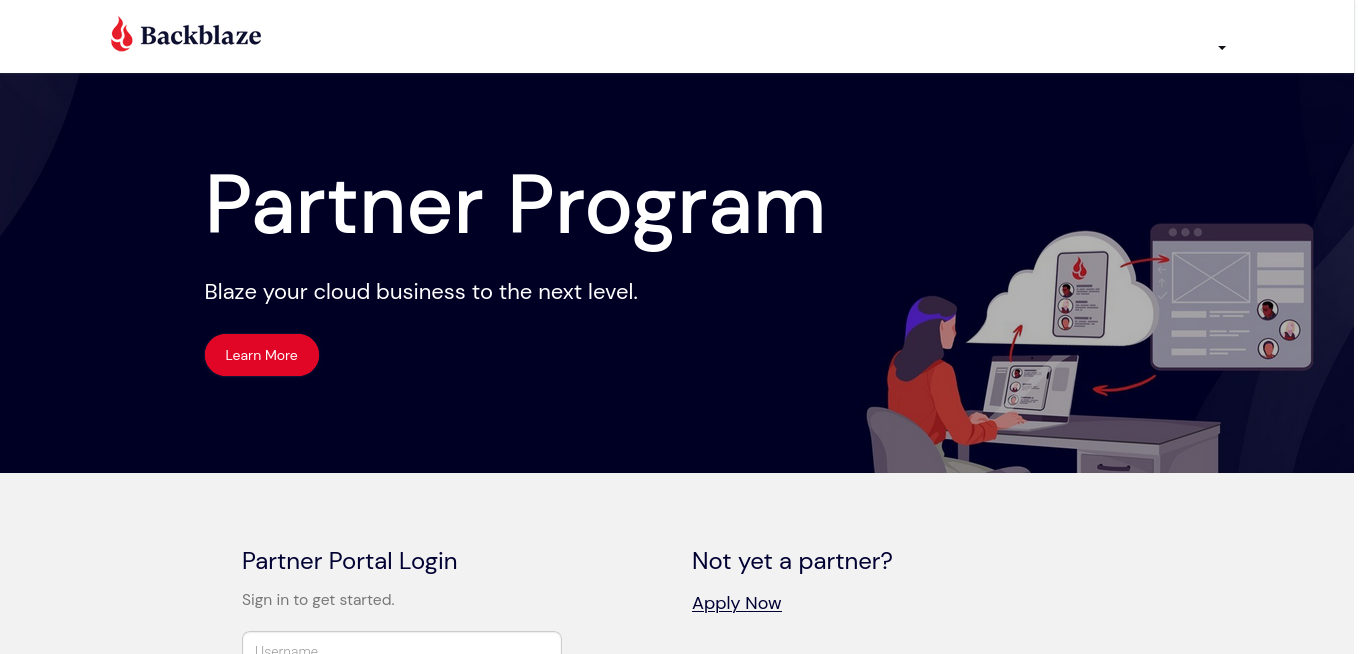 Backblaze
Partner Program
Blaze your cloud business to the next level.
Learn More
Partner Portal Login
Sign in to get started.
Username
Not yet a partner?
Apply Now